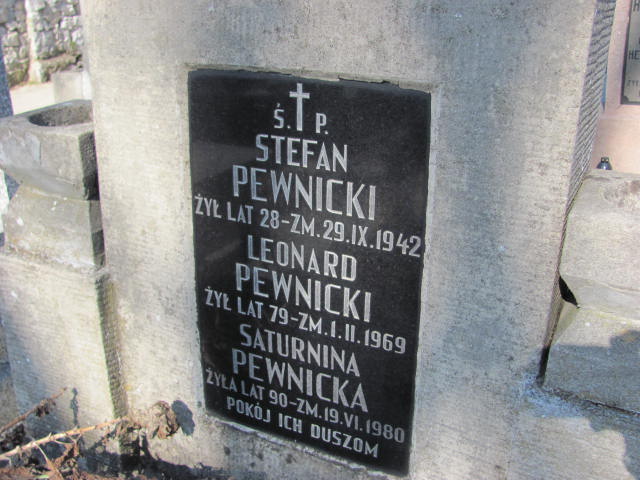 Ś. P.
STEFAN
PEWNICKI
ŻYŁ LAT 28-ZM. 29.IX.1942
LEONARD
PEWNICKI
ŻYŁ LAT 79-ZM. 1.II.1969
SATURNINA
PEWNICKA
ŻYŁA LAT 90-ZM. 19.VI.1980
POKÓJ ICH DUSZOM